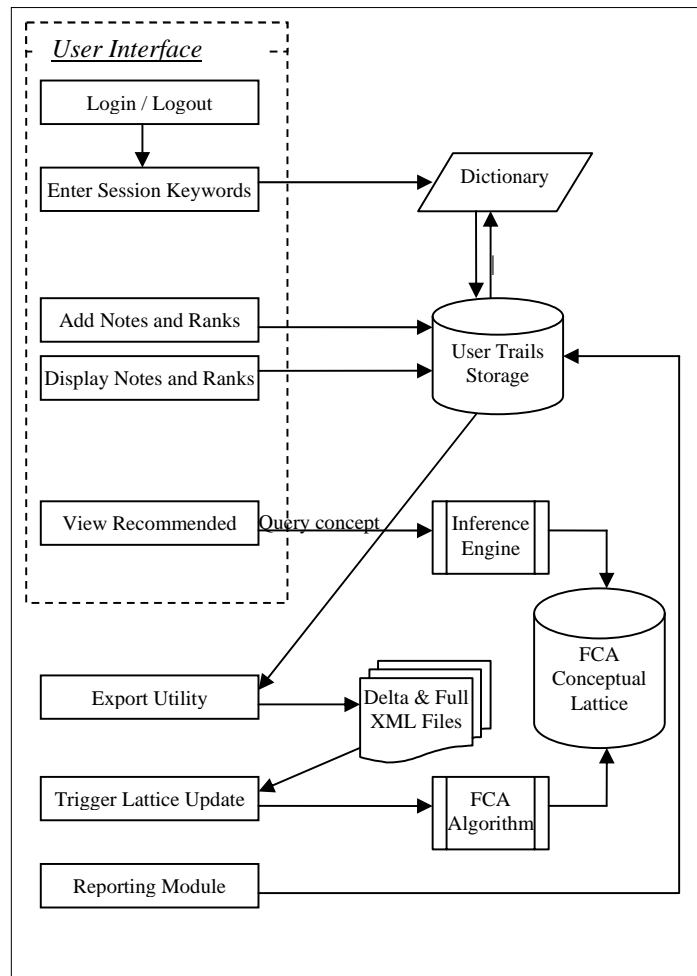 User Interface
Login / Logout
Enter Session Keywords
Dictionary
Add Notes and Ranks
User Trails
Storage
Display Notes and Ranks
View Recommended
Query concept
Inference
Engine
FCA
Conceptual
Lattice
Export Utility
Delta & Full
XML Files
Trigger Lattice Update
FCA
Algorithm
Reporting Module